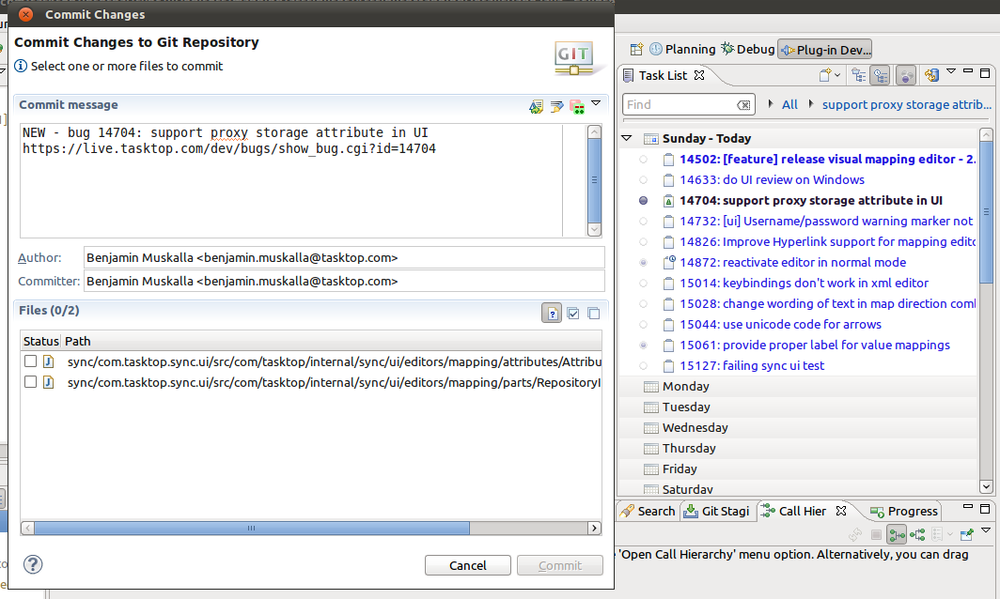 Commit Changes
Commit Changes to Git Repository
Select one or more files to commit
GIT
Commit message
NEW - bug 14704: support proxy storage attribute in UI
https://live.tasktop.com/dev/bugs/show_bug.cgi?id=14704
Author: Benjamin Muskalla <benjamin.muskalla@tasktop.com>
Committer: Benjamin Muskalla <benjamin.muskalla@tasktop.com>
Files (0/2)
Status Path
sync/com.tasktop.sync.ui/src/com/tasktop/internal/sync/ui/editors/mapping/attributes/Attribu
sync/com.tasktop.sync.ui/src/com/tasktop/internal/sync/ui/editors/mapping/parts/RepositoryI
Cancel Commit
Planning Debug Plug-in Dev...
Task List
Find All support proxy storage attrib...
Sunday - Today
14502: [feature] release visual mapping editor - 2.
14633: do UI review on Windows
14704: support proxy storage attribute in UI
14732: [ui] Username/password warning marker not
14826: Improve Hyperlink support for mapping edito
14872: reactivate editor in normal mode
15014: keybindings don't work in xml editor
15028: change wording of text in map direction com
15044: use unicode code for arrows
15061: provide proper label for value mappings
15127: failing sync ui test
Monday
Tuesday
Wednesday
Thursday
Friday
Saturday
Search Git Stagi Call Hier Progress
'Open Call Hierarchy' menu option. Alternatively, you can drag